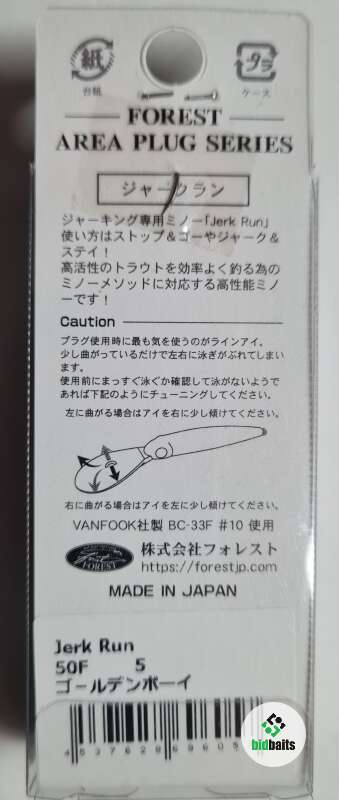 紙
台紙
プラ
ケース
FOREST
AREA PLUG SERIES
ジャークラン
ジャーキング専用ミノー「Jerk Run」
使い方はストップ＆ゴーやジャーク＆
ステイ！
高活性のトラウトを効率よく釣る為の
ミノーメソッドに対応する高性能ミノ
ーです！
Caution
プラグ使用時に最も気を使うのがラインアイ。
少し曲がっているだけで左右に泳ぎがぶれてしまい
ます。
使用前にまっすぐ泳ぐか確認して泳がないようで
あれば下記のようにチューニングしてください。
左に曲がる場合はアイを右に少し傾けてください。
右に曲がる場合はアイを左に少し傾けてください。
VANFOOK社製 BC-33F #10 使用
FOREST
株式会社フォレスト
https://forestjp.com
MADE IN JAPAN
Jerk Run
50F 5
ゴールデンボーイ
bidbaits